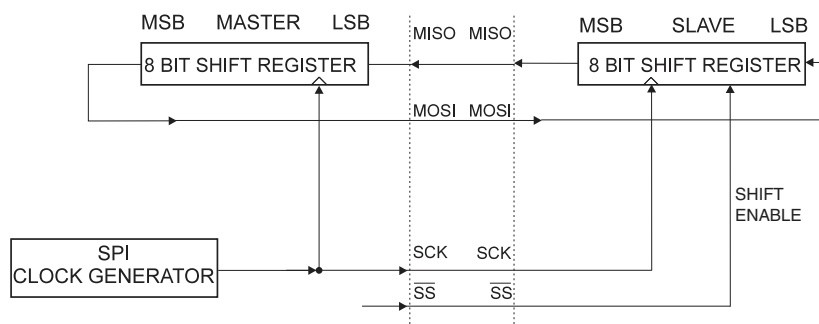 MSB MASTER LSB
MISO MISO
MSB SLAVE LSB
8 BIT SHIFT REGISTER
8 BIT SHIFT REGISTER
MOSI MOSI
SHIFT
ENABLE
SPI
CLOCK GENERATOR
SCK SCK
SS SS